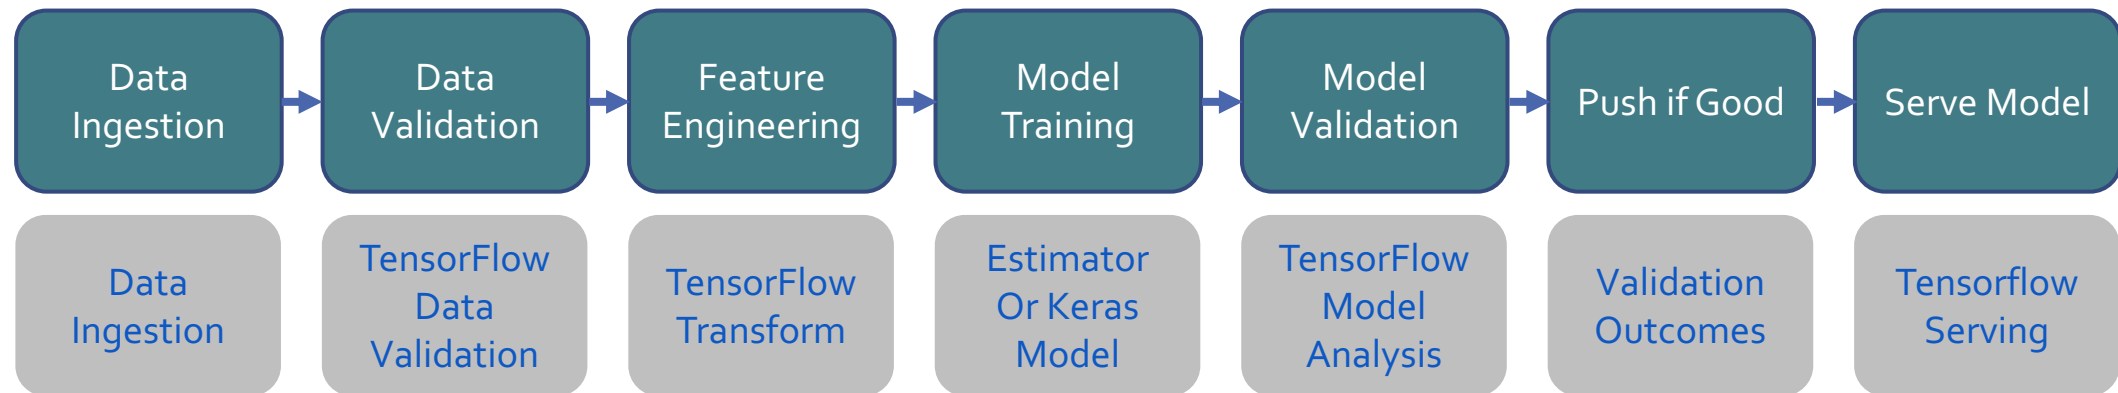 Data
Ingestion
Data
Validation
Feature
Engineering
Model
Training
Model
Validation
Push if Good
Serve Model
Data
Ingestion
TensorFlow
Data
Validation
TensorFlow
Transform
Estimator
Or Keras
Model
TensorFlow
Model
Analysis
Validation
Outcomes
Tensorflow
Serving